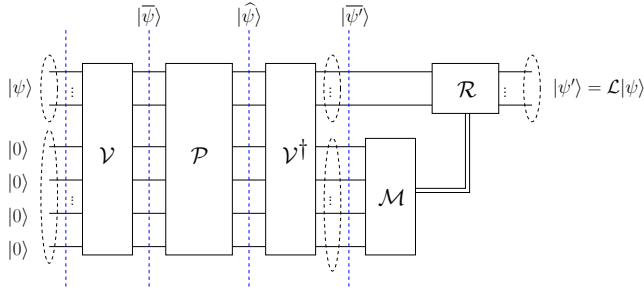 |ψ̅⟩ |ψ̂⟩ |ψ̅′⟩
|ψ⟩ ... ... R ... |ψ′⟩ = L|ψ⟩
|0⟩ V P V†
|0⟩ M
... ...
|0⟩
|0⟩